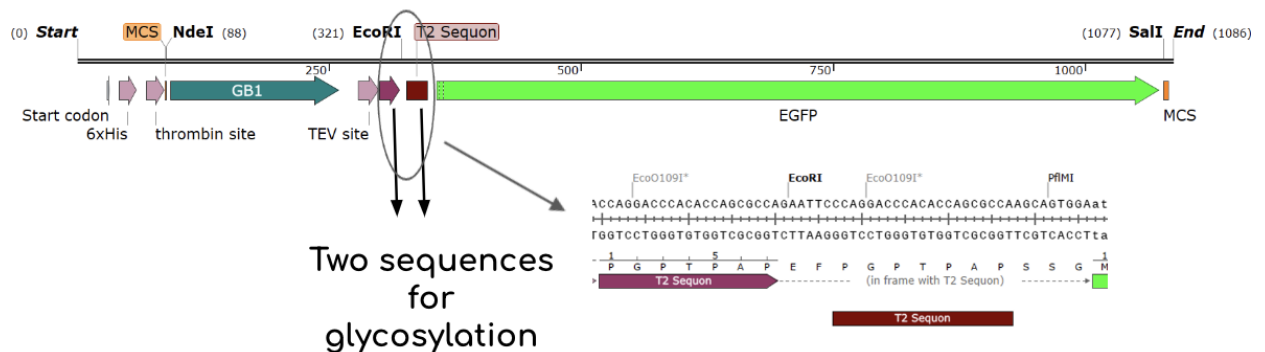 (0) Start MCS NdeI (88) (321) EcoRI T2 Sequon (1077) SalI End (1086)
250 500 750 1000
GB1
Start codon TEV site EGFP MCS
6xHis thrombin site
EcoO109I* EcoRI EcoO109I* PflMI
ACCAGGACCCACACCAGCGCCAGAATTCCCAGGACCCACACCAGCGCCAAGCAGTGGAat
TGGTCCTGGGTGTGGTCGCGGTCTTAAGGGTCCTGGGTGTGGTCGCGGTTCGTCACCTta
1 5 1
P G P T P A P E F P G P T P A P S S G M
T2 Sequon (in frame with T2 Sequon)
T2 Sequon
Two sequences
for
glycosylation